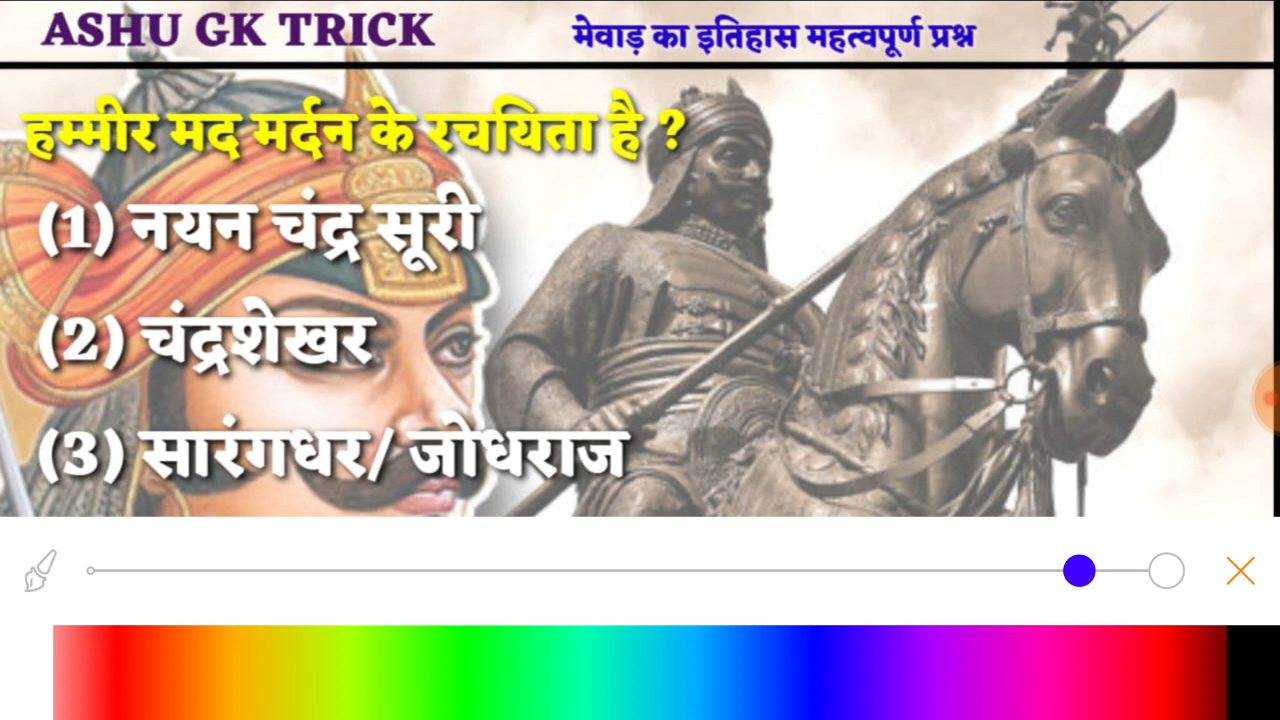 ASHU GK TRICK
मेवाड़ का इतिहास महत्वपूर्ण प्रश्न
हम्मीर मद मर्दन के रचयिता है ?
(1) नयन चंद्र सूरी
(2) चंद्रशेखर
(3) सारंगधर/ जोधराज